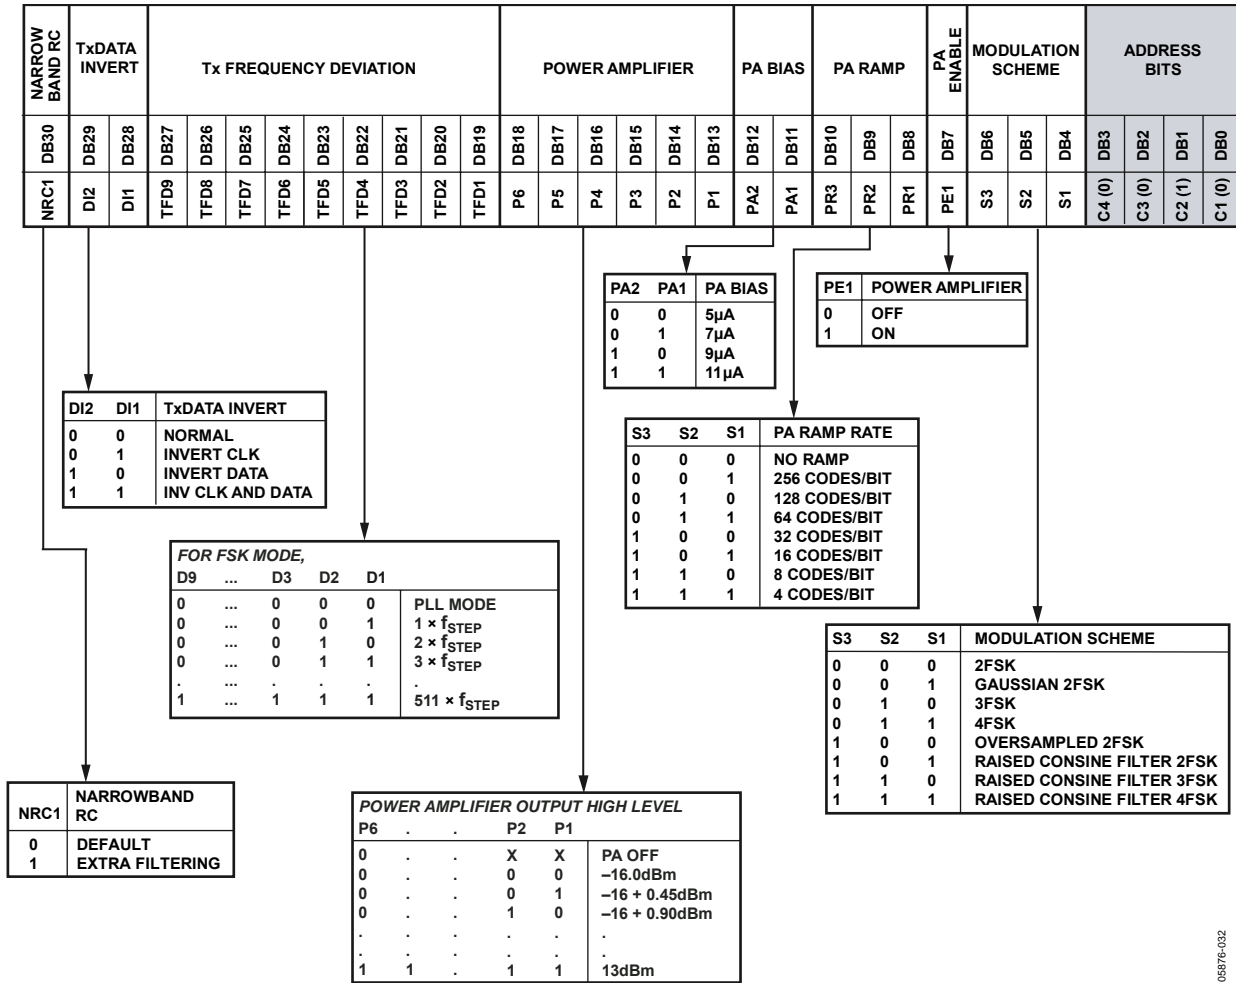 NARROW BAND RC
TxDATA INVERT
Tx FREQUENCY DEVIATION
POWER AMPLIFIER
PA BIAS
PA RAMP
PA ENABLE
MODULATION SCHEME
ADDRESS BITS
DB30 DB29 DB28 DB27 DB26 DB25 DB24 DB23 DB22 DB21 DB20 DB19 DB18 DB17 DB16 DB15 DB14 DB13 DB12 DB11 DB10 DB9 DB8 DB7 DB6 DB5 DB4 DB3 DB2 DB1 DB0
NRC1 DI2 DI1 TFD9 TFD8 TFD7 TFD6 TFD5 TFD4 TFD3 TFD2 TFD1 P6 P5 P4 P3 P2 P1 PA2 PA1 PR3 PR2 PR1 PE1 S3 S2 S1 C4 (0) C3 (0) C2 (1) C1 (0)
PA2 PA1 PA BIAS
0 0 5µA
0 1 7µA
1 0 9µA
1 1 11µA
PE1 POWER AMPLIFIER
0 OFF
1 ON
DI2 DI1 TxDATA INVERT
0 0 NORMAL
0 1 INVERT CLK
1 0 INVERT DATA
1 1 INV CLK AND DATA
S3 S2 S1 PA RAMP RATE
0 0 0 NO RAMP
0 0 1 256 CODES/BIT
0 1 0 128 CODES/BIT
0 1 1 64 CODES/BIT
1 0 0 32 CODES/BIT
1 0 1 16 CODES/BIT
1 1 0 8 CODES/BIT
1 1 1 4 CODES/BIT
FOR FSK MODE,
D9 ... D3 D2 D1
0 ... 0 0 0 PLL MODE
0 ... 0 0 1 1 × fSTEP
0 ... 0 1 0 2 × fSTEP
0 ... 0 1 1 3 × fSTEP
. ... . . . .
1 ... 1 1 1 511 × fSTEP
S3 S2 S1 MODULATION SCHEME
0 0 0 2FSK
0 0 1 GAUSSIAN 2FSK
0 1 0 3FSK
0 1 1 4FSK
1 0 0 OVERSAMPLED 2FSK
1 0 1 RAISED CONSINE FILTER 2FSK
1 1 0 RAISED CONSINE FILTER 3FSK
1 1 1 RAISED CONSINE FILTER 4FSK
NRC1 NARROWBAND RC
0 DEFAULT
1 EXTRA FILTERING
POWER AMPLIFIER OUTPUT HIGH LEVEL
P6 . . P2 P1
0 . . X X PA OFF
0 . . 0 0 –16.0dBm
0 . . 0 1 –16 + 0.45dBm
0 . . 1 0 –16 + 0.90dBm
. . . . . .
. . . . . .
1 1 . 1 1 13dBm
05876-032